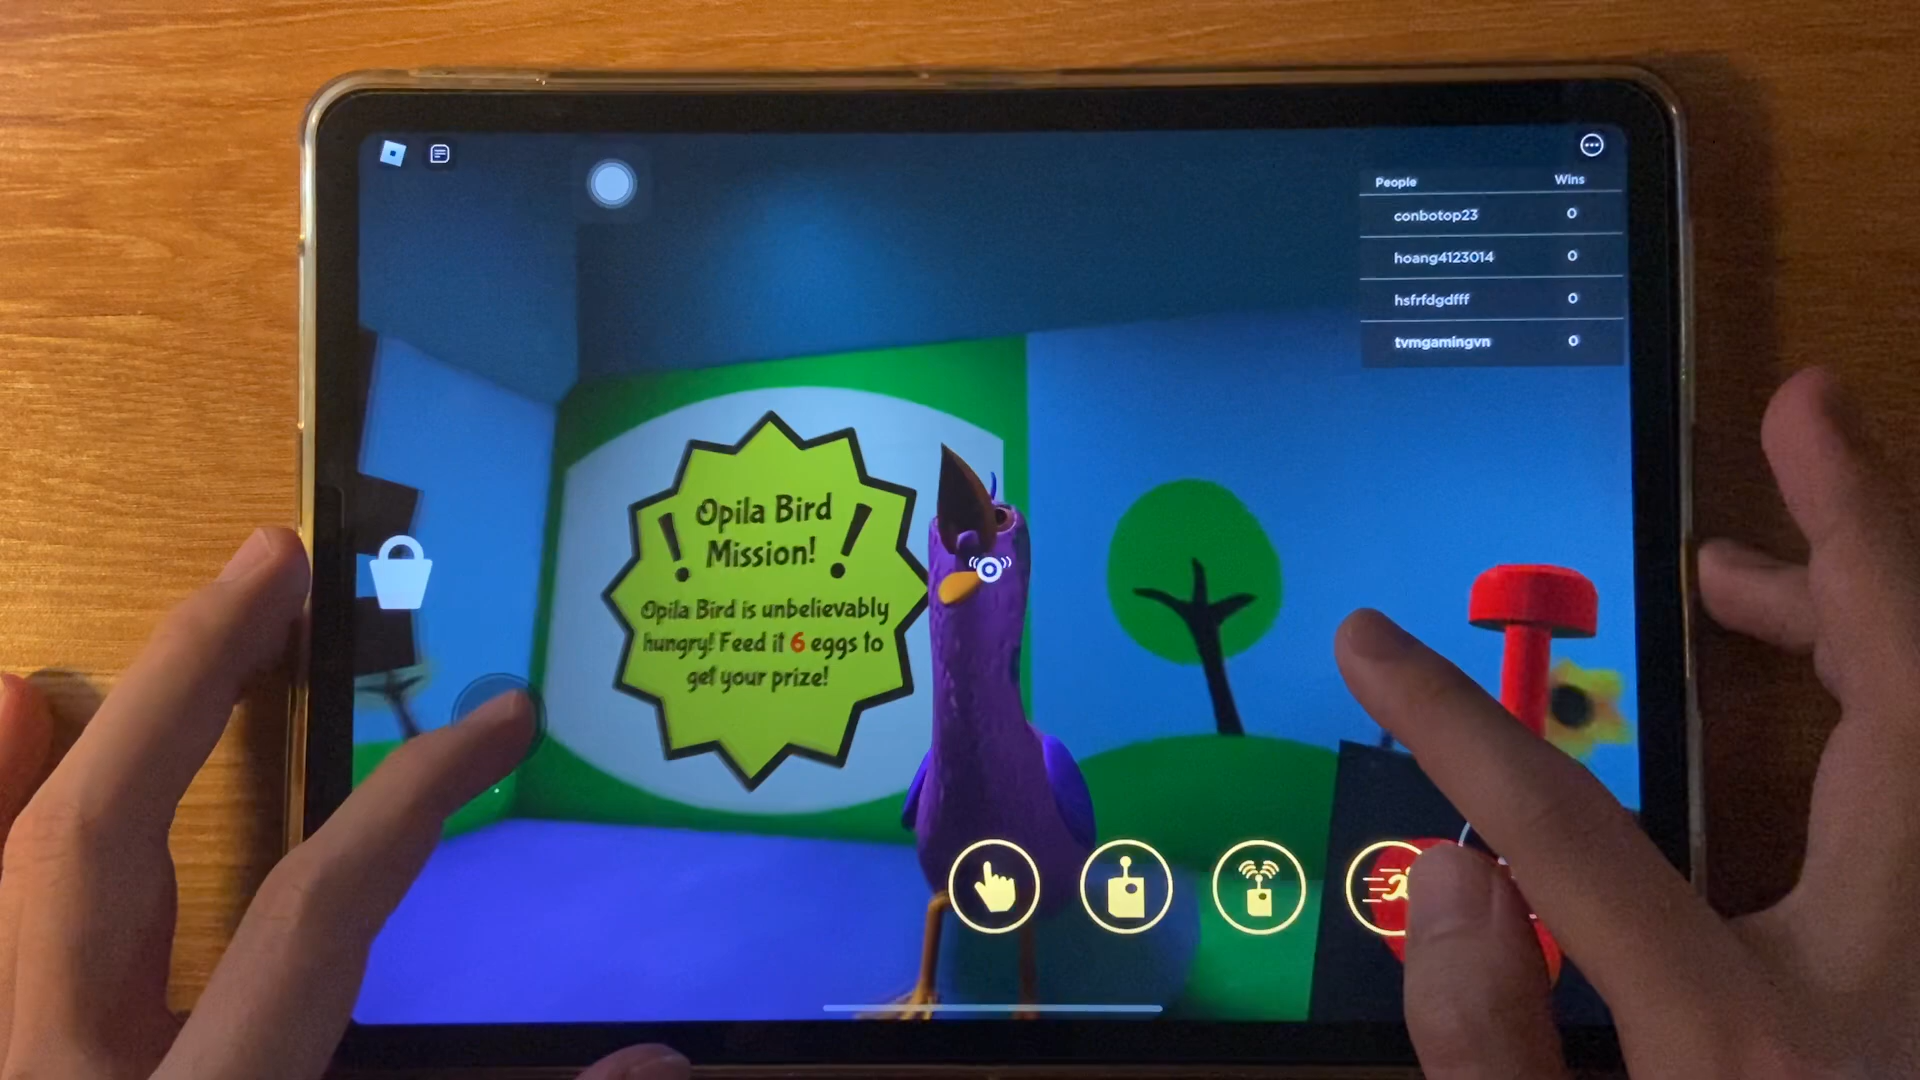 People Wins
conbotop23 0
hoang4123014 0
hsfrfdgdfff 0
tvmgamingvn 0
! Opila Bird !
Mission!
Opila Bird is unbelievably
hungry! Feed it 6 eggs to
get your prize!